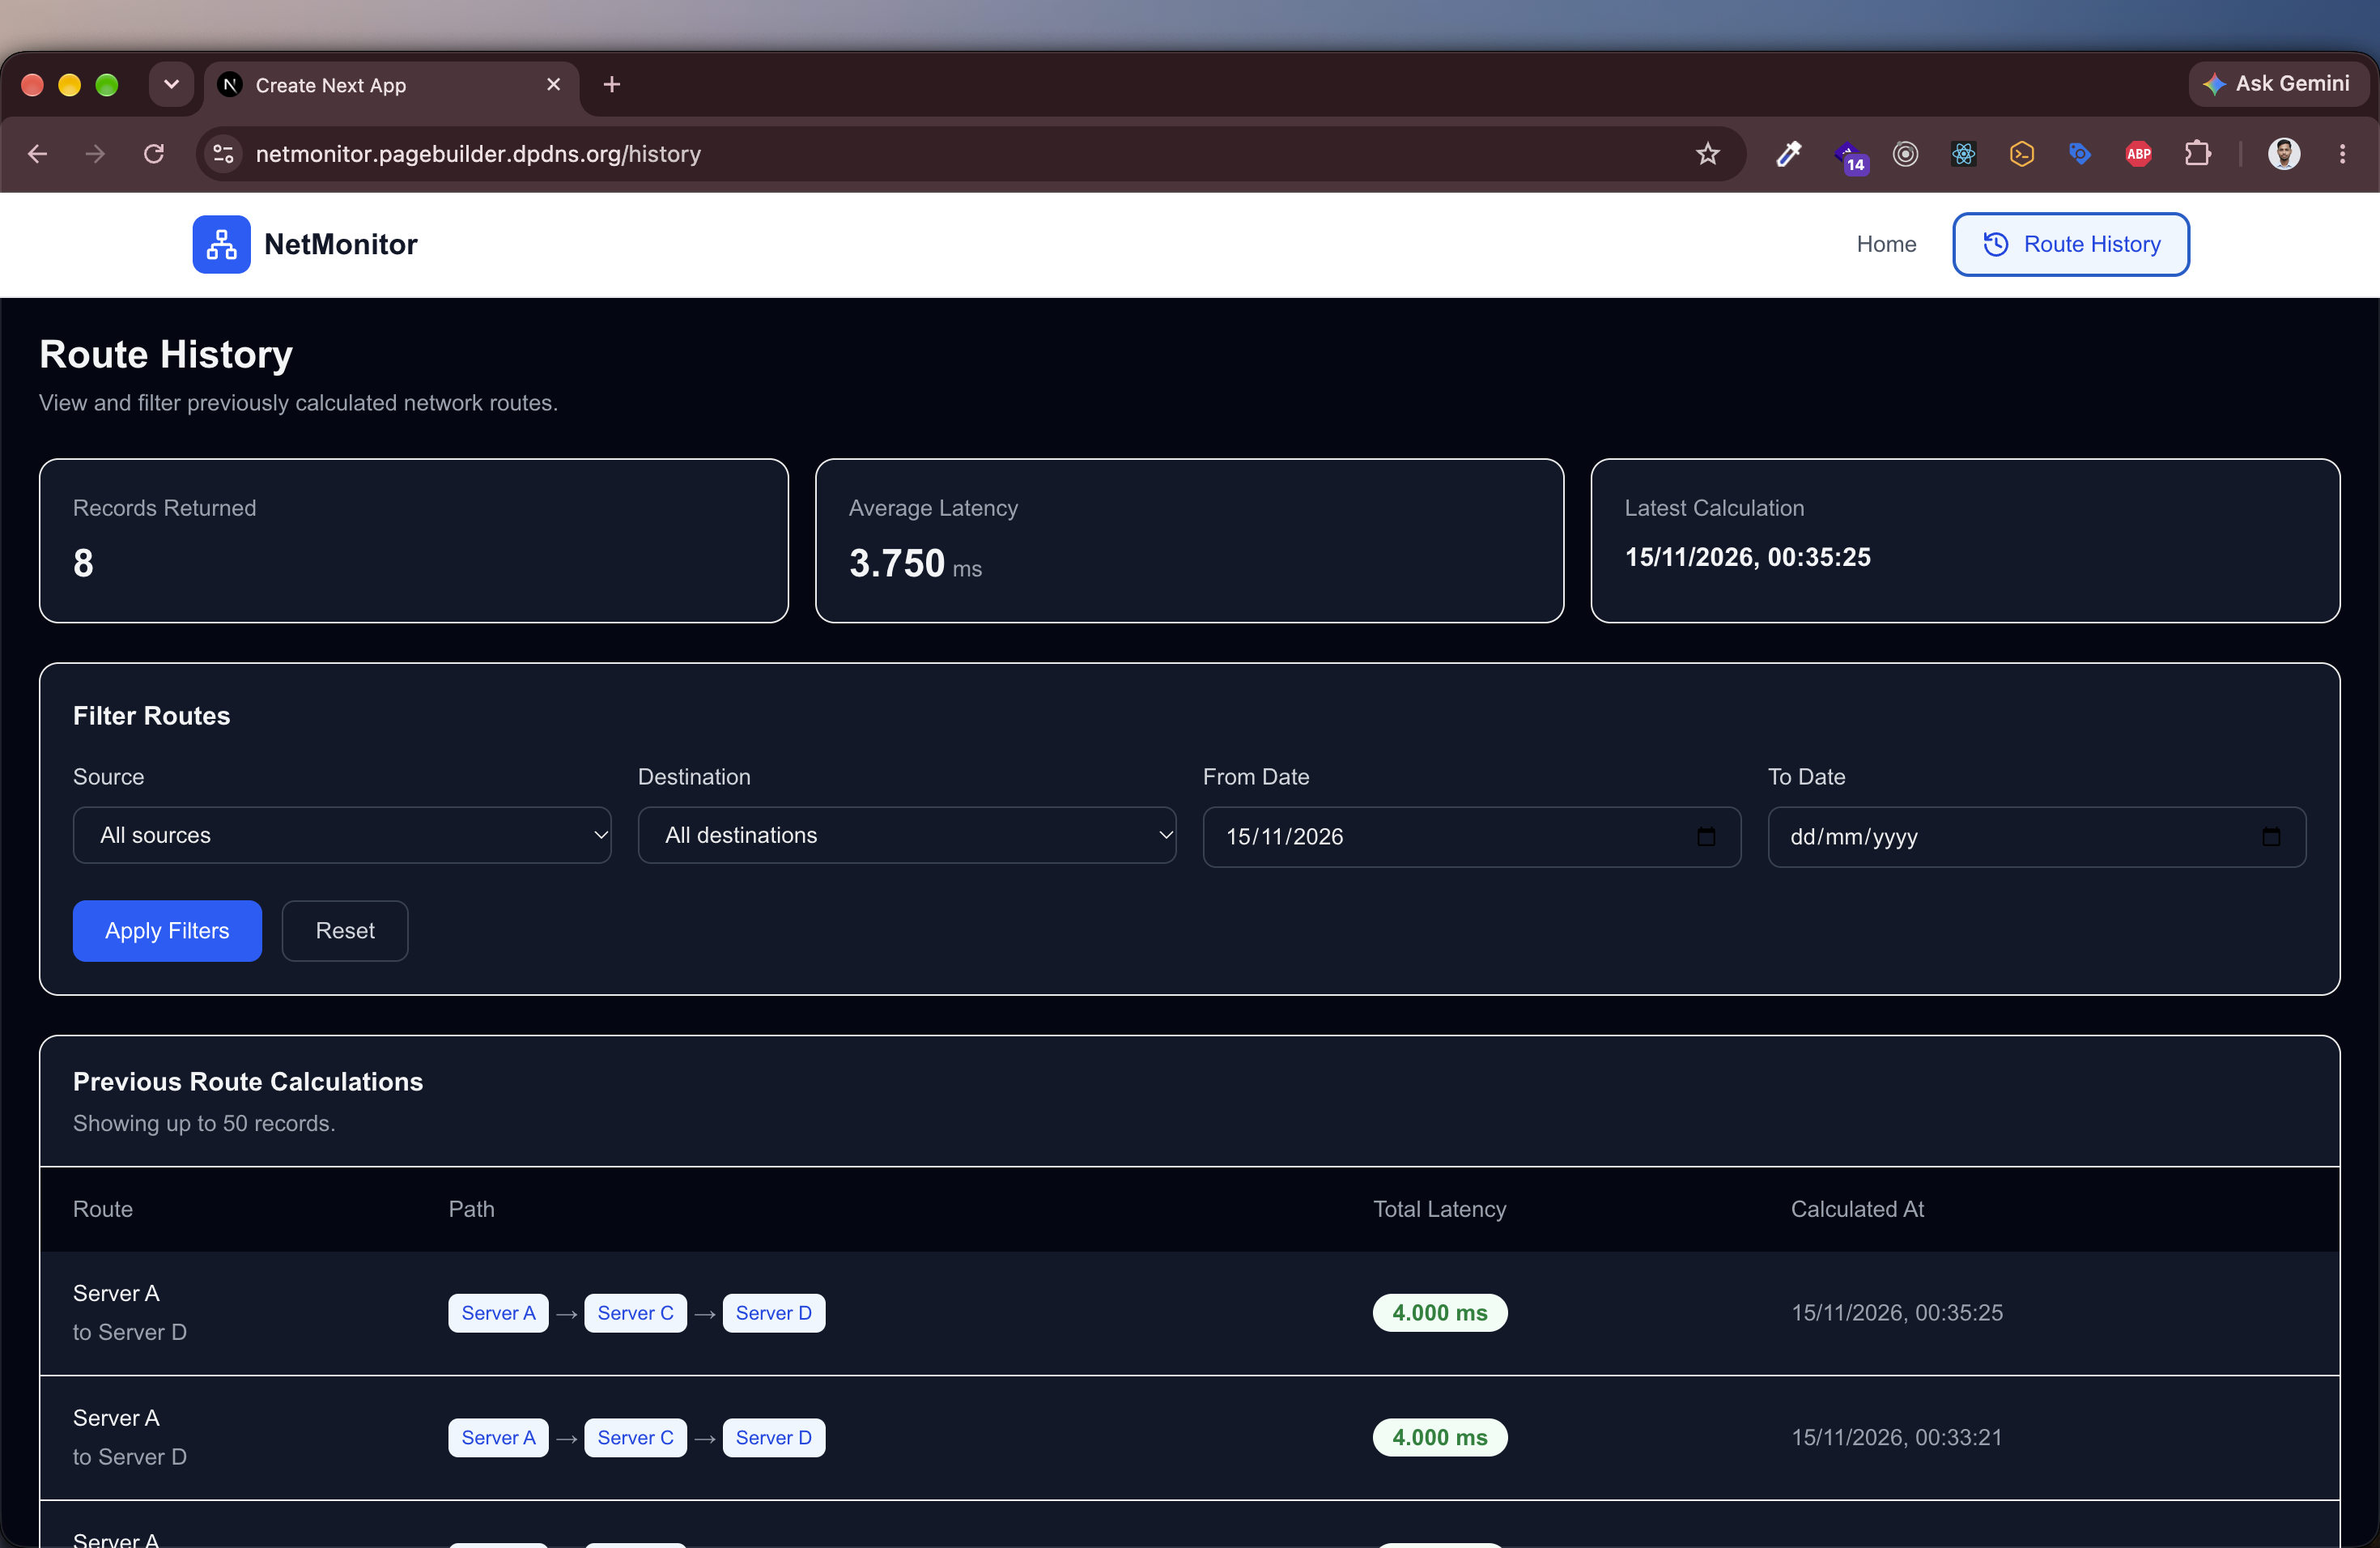 Create Next App
Ask Gemini
netmonitor.pagebuilder.dpdns.org/history
14
ABP
NetMonitor
Home
Route History
Route History
View and filter previously calculated network routes.
Records Returned
8
Average Latency
3.750 ms
Latest Calculation
15/11/2026, 00:35:25
Filter Routes
Source
Destination
From Date
To Date
All sources
All destinations
15/11/2026
dd/mm/yyyy
Apply Filters
Reset
Previous Route Calculations
Showing up to 50 records.
Route Path Total Latency Calculated At
Server A
to Server D
Server A → Server C → Server D
4.000 ms
15/11/2026, 00:35:25
Server A
to Server D
Server A → Server C → Server D
4.000 ms
15/11/2026, 00:33:21
Server A